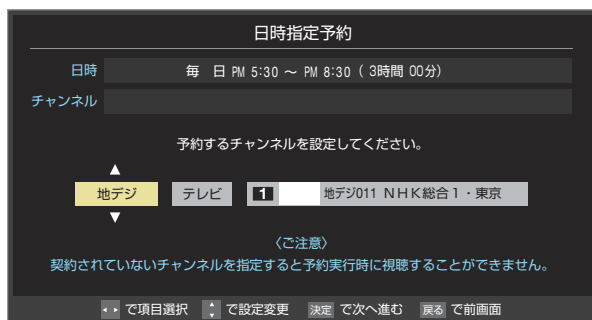 日時指定予約
日時 毎 日 PM 5:30 ～ PM 8:30 ( 3時間 00分)
チャンネル
予約するチャンネルを設定してください。
地デジ テレビ 1 地デジ011 ＮＨＫ総合１・東京
〈ご注意〉
契約されていないチャンネルを指定すると予約実行時に視聴することができません。
で項目選択 で設定変更 決定 で次へ進む 戻る で前画面